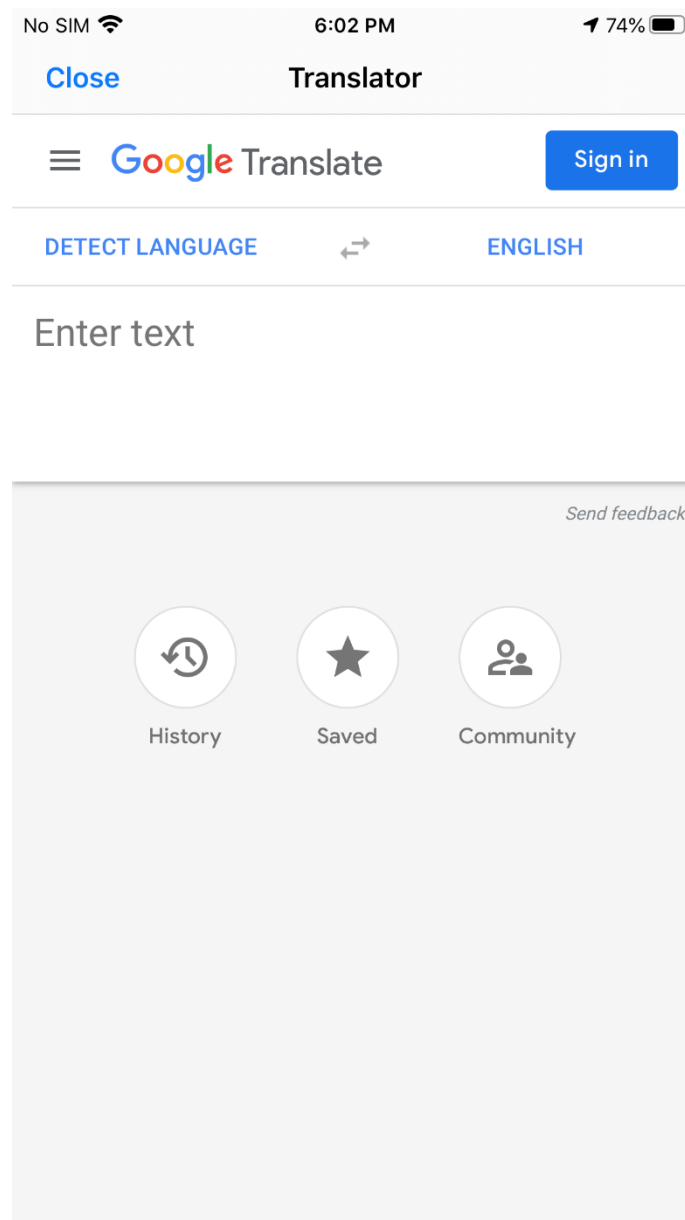 No SIM 6:02 PM 74%
Close Translator
Google Translate Sign in
DETECT LANGUAGE ENGLISH
Enter text
Send feedback
History Saved Community